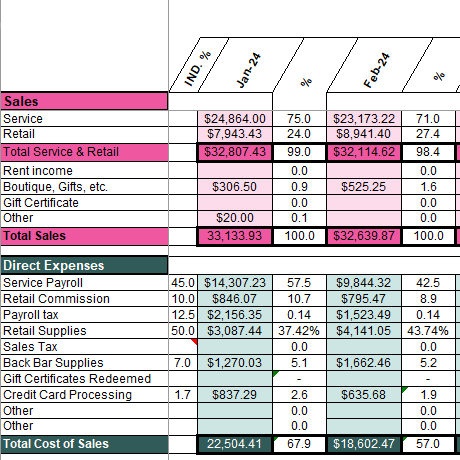 IND. % Jan-24 % Feb-24 %
Sales
Service $24,864.00 75.0 $23,173.22 71.0
Retail $7,943.43 24.0 $8,941.40 27.4
Total Service & Retail $32,807.43 99.0 $32,114.62 98.4
Rent income 0.0 0.0
Boutique, Gifts, etc. $306.50 0.9 $525.25 1.6
Gift Certificate 0.0 0.0
Other $20.00 0.1 0.0
Total Sales 33,133.93 100.0 $32,639.87 100.0
Direct Expenses
Service Payroll 45.0 $14,307.23 57.5 $9,844.32 42.5
Retail Commission 10.0 $846.07 10.7 $795.47 8.9
Payroll tax 12.5 $2,156.35 0.14 $1,523.49 0.14
Retail Supplies 50.0 $3,087.44 37.42% $4,141.05 43.74%
Sales Tax 0.0 0.0
Back Bar Supplies 7.0 $1,270.03 5.1 $1,662.46 5.2
Gift Certificates Redeemed - -
Credit Card Processing 1.7 $837.29 2.6 $635.68 1.9
Other 0.0 0.0
Other 0.0 0.0
Total Cost of Sales 22,504.41 67.9 $18,602.47 57.0